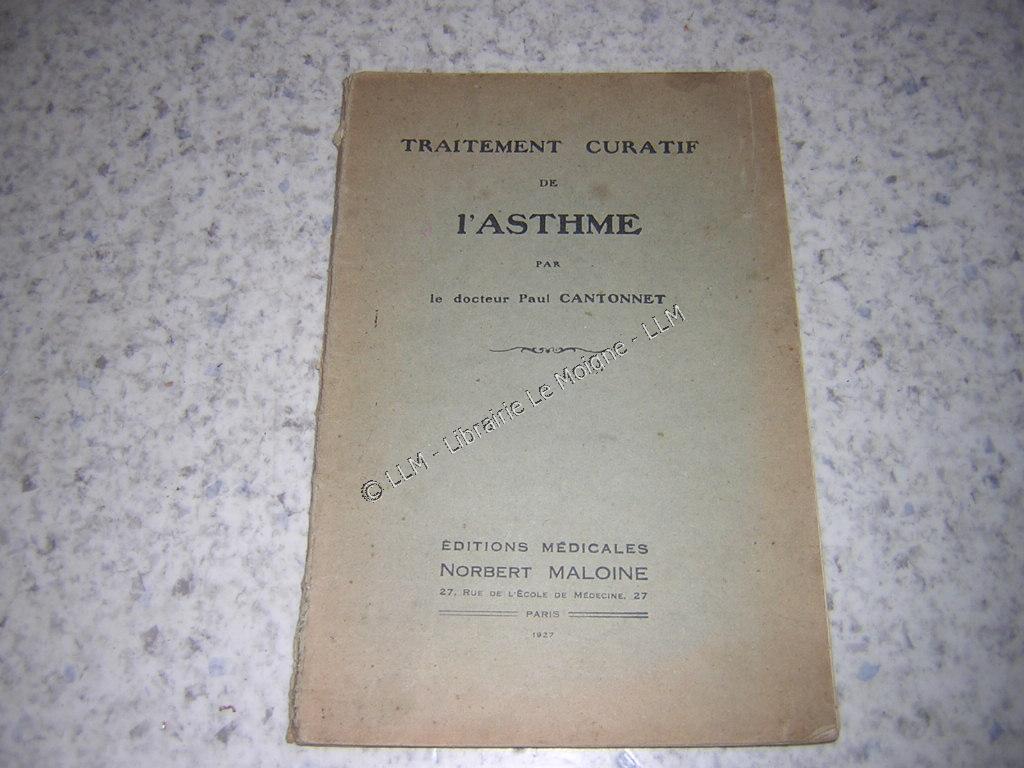 TRAITEMENT CURATIF
DE
l'ASTHME
PAR
le docteur Paul CANTONNET
© LLM - Librairie Le Moigne - LLM
ÉDITIONS MÉDICALES
NORBERT MALOINE
27, RUE DE L'ÉCOLE DE MÉDECINE, 27
PARIS
1927